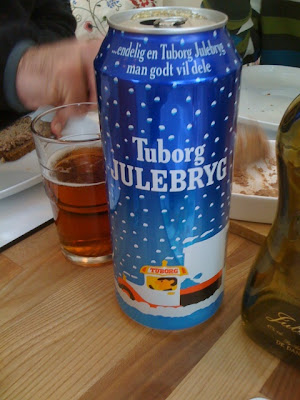 ...endelig en Tuborg Julebryg,
man godt vil dele
Tuborg
JULEBRYG
TUBORG